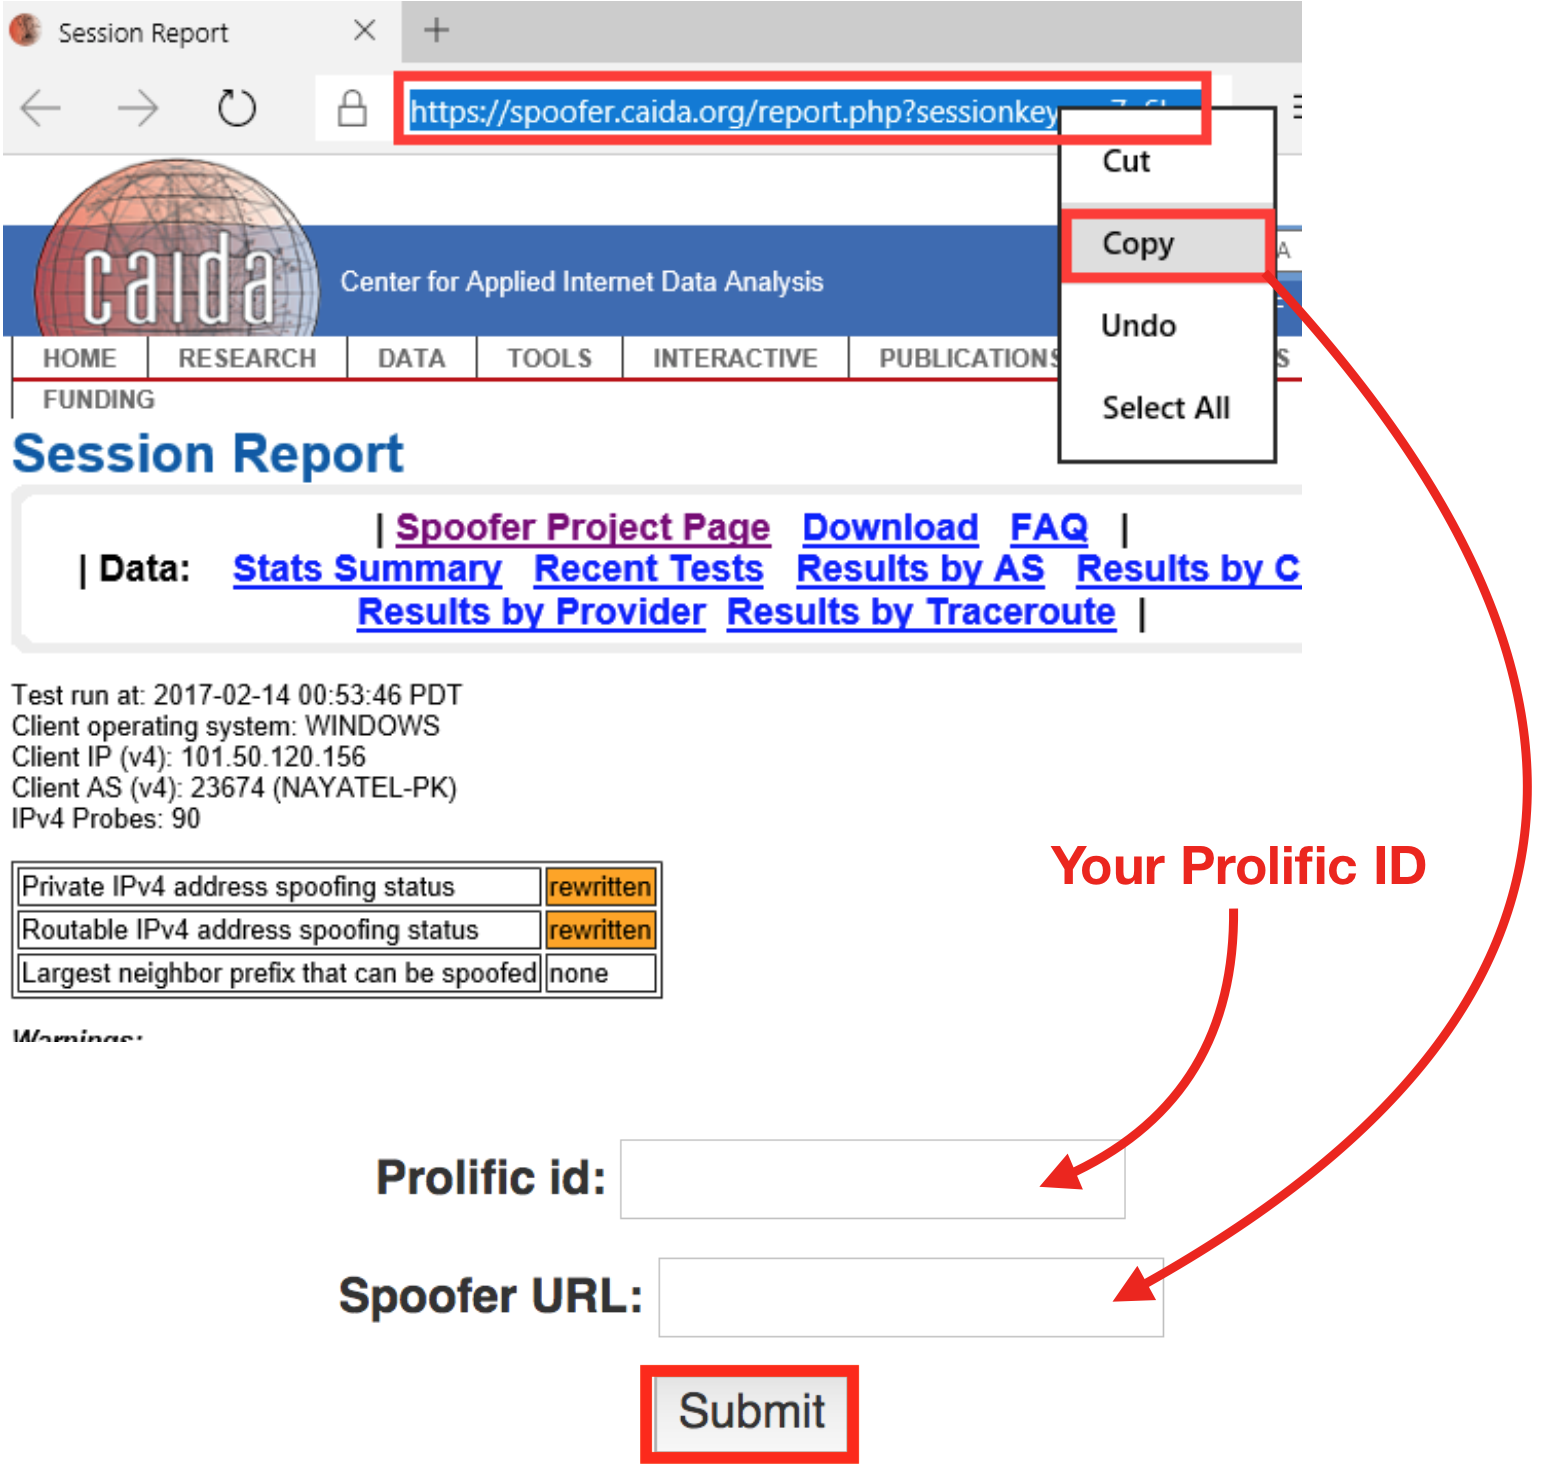 Session Report
https://spoofer.caida.org/report.php?sessionkey
Cut
Copy
Undo
Select All
caida
Center for Applied Internet Data Analysis
A
HOME RESEARCH DATA TOOLS INTERACTIVE PUBLICATIONS S
FUNDING
Session Report
| Spoofer Project Page Download FAQ |
| Data: Stats Summary Recent Tests Results by AS Results by C
Results by Provider Results by Traceroute |
Test run at: 2017-02-14 00:53:46 PDT
Client operating system: WINDOWS
Client IP (v4): 101.50.120.156
Client AS (v4): 23674 (NAYATEL-PK)
IPv4 Probes: 90
Private IPv4 address spoofing status rewritten
Routable IPv4 address spoofing status rewritten
Largest neighbor prefix that can be spoofed none
Warnings:
Your Prolific ID
Prolific id:
Spoofer URL:
Submit